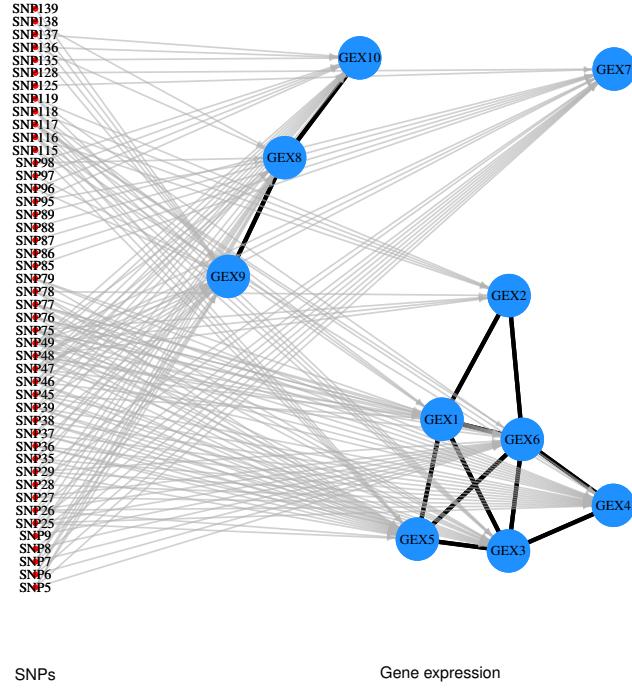 SNP139
SNP138
SNP137
SNP136
SNP135
SNP128
SNP125
SNP119
SNP118
SNP117
SNP116
SNP115
SNP98
SNP97
SNP96
SNP95
SNP89
SNP88
SNP87
SNP86
SNP85
SNP79
SNP78
SNP77
SNP76
SNP75
SNP49
SNP48
SNP47
SNP46
SNP45
SNP39
SNP38
SNP37
SNP36
SNP35
SNP29
SNP28
SNP27
SNP26
SNP25
SNP9
SNP8
SNP7
SNP6
SNP5
GEX10
GEX7
GEX8
GEX9
GEX2
GEX1
GEX6
GEX4
GEX5
GEX3
SNPs
Gene expression